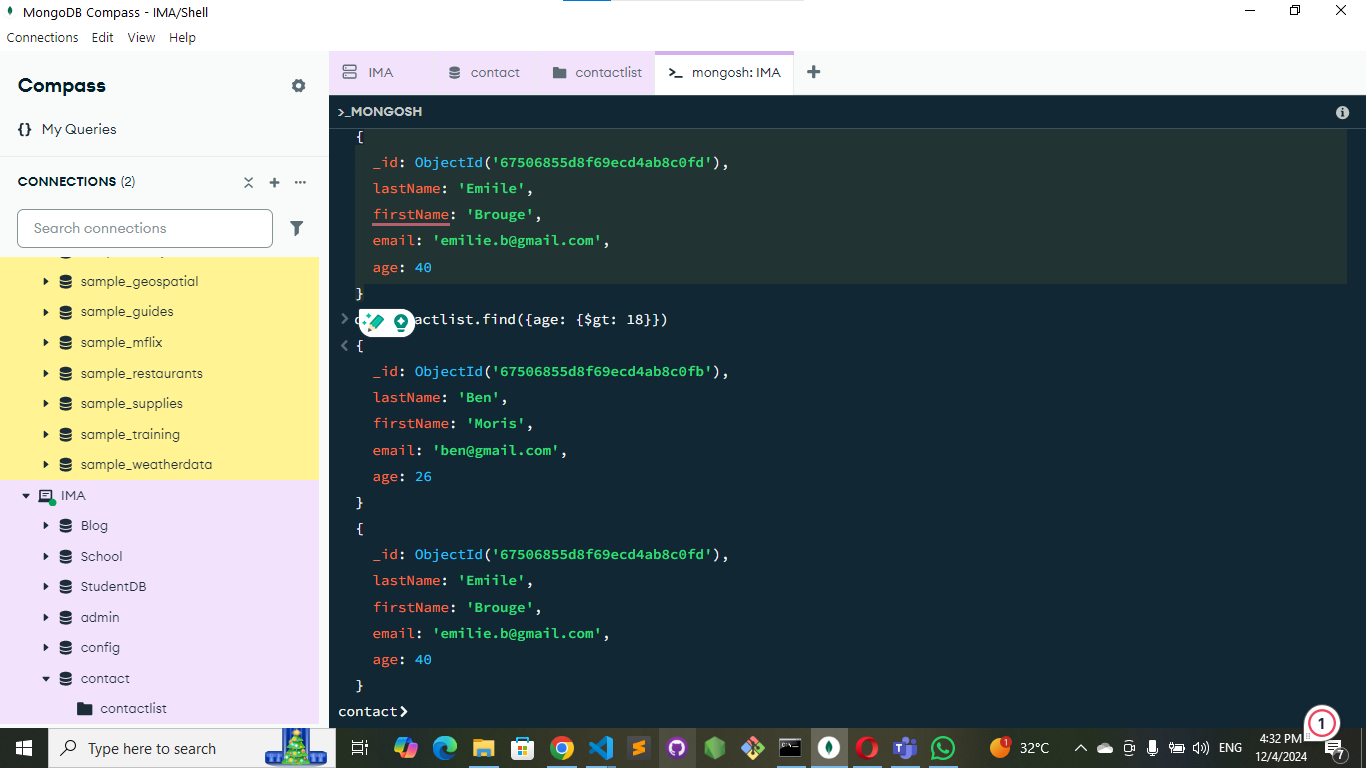 MongoDB Compass - IMA/Shell
Connections Edit View Help
Compass
My Queries
CONNECTIONS (2)
Search connections
sample_geospatial
sample_guides
sample_mflix
sample_restaurants
sample_supplies
sample_training
sample_weatherdata
IMA
Blog
School
StudentDB
admin
config
contact
contactlist
IMA contact contactlist >_ mongosh: IMA +
>_MONGOSH
{
_id: ObjectId('67506855d8f69ecd4ab8c0fd'),
lastName: 'Emiile',
firstName: 'Brouge',
email: 'emilie.b@gmail.com',
age: 40
}
actlist.find({age: {$gt: 18}})
{
_id: ObjectId('67506855d8f69ecd4ab8c0fb'),
lastName: 'Ben',
firstName: 'Moris',
email: 'ben@gmail.com',
age: 26
}
{
_id: ObjectId('67506855d8f69ecd4ab8c0fd'),
lastName: 'Emiile',
firstName: 'Brouge',
email: 'emilie.b@gmail.com',
age: 40
}
contact>
1
Type here to search
1
32°C
ENG
4:32 PM
12/4/2024
7